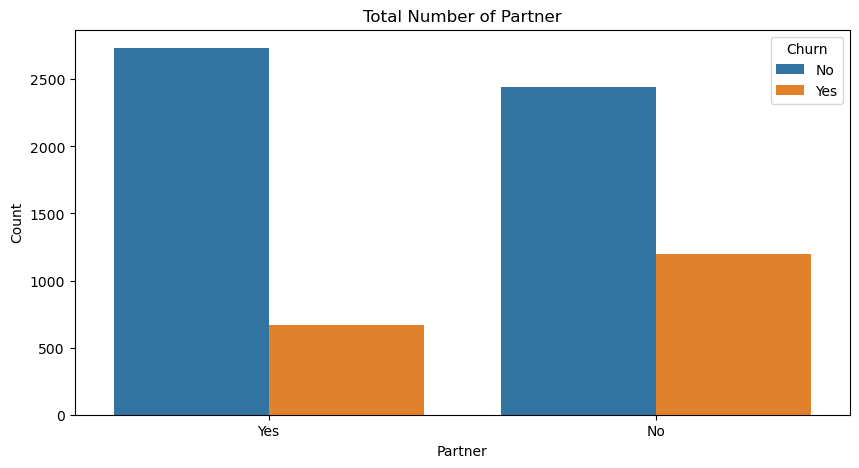 Total Number of Partner
Churn
No
Yes
2500
2000
1500
1000
500
0
Count
Yes
No
Partner